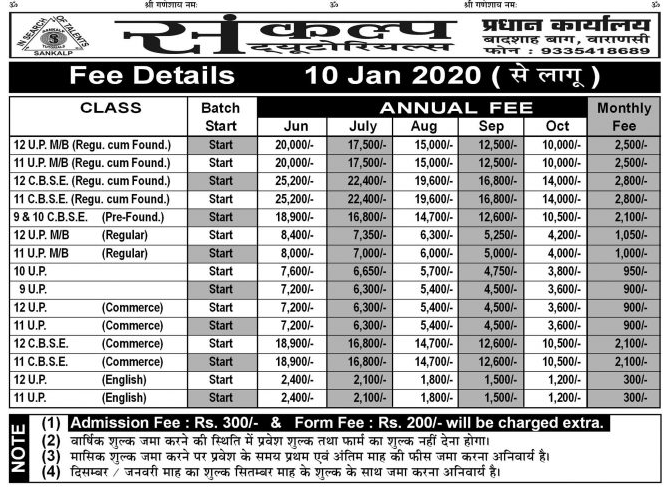 ॐ श्री गणेशाय नमः ॐ श्री गणेशाय नमः ॐ
IN SEARCH OF TALENTS
SANKALP
TUTORIALS
SANKALP
संकल्प
ट्यूटोरियल्स
प्रधान कार्यालय
बादशाह बाग, वाराणसी
फोन : 9335418689
Fee Details 10 Jan 2020 ( से लागू )
CLASS Batch Start ANNUAL FEE Monthly Fee
Jun July Aug Sep Oct
12 U.P. M/B (Regu. cum Found.) Start 20,000/- 17,500/- 15,000/- 12,500/- 10,000/- 2,500/-
11 U.P. M/B (Regu. cum Found.) Start 20,000/- 17,500/- 15,000/- 12,500/- 10,000/- 2,500/-
12 C.B.S.E. (Regu. cum Found.) Start 25,200/- 22,400/- 19,600/- 16,800/- 14,000/- 2,800/-
11 C.B.S.E. (Regu. cum Found.) Start 25,200/- 22,400/- 19,600/- 16,800/- 14,000/- 2,800/-
9 & 10 C.B.S.E. (Pre-Found.) Start 18,900/- 16,800/- 14,700/- 12,600/- 10,500/- 2,100/-
12 U.P. M/B (Regular) Start 8,400/- 7,350/- 6,300/- 5,250/- 4,200/- 1,050/-
11 U.P. M/B (Regular) Start 8,000/- 7,000/- 6,000/- 5,000/- 4,000/- 1,000/-
10 U.P. Start 7,600/- 6,650/- 5,700/- 4,750/- 3,800/- 950/-
9 U.P. Start 7,200/- 6,300/- 5,400/- 4,500/- 3,600/- 900/-
12 U.P. (Commerce) Start 7,200/- 6,300/- 5,400/- 4,500/- 3,600/- 900/-
11 U.P. (Commerce) Start 7,200/- 6,300/- 5,400/- 4,500/- 3,600/- 900/-
12 C.B.S.E. (Commerce) Start 18,900/- 16,800/- 14,700/- 12,600/- 10,500/- 2,100/-
11 C.B.S.E. (Commerce) Start 18,900/- 16,800/- 14,700/- 12,600/- 10,500/- 2,100/-
12 U.P. (English) Start 2,400/- 2,100/- 1,800/- 1,500/- 1,200/- 300/-
11 U.P. (English) Start 2,400/- 2,100/- 1,800/- 1,500/- 1,200/- 300/-
NOTE
(1) Admission Fee : Rs. 300/- & Form Fee : Rs. 200/- will be charged extra.
(2) वार्षिक शुल्क जमा करने की स्थिति में प्रवेश शुल्क तथा फार्म का शुल्क नहीं देना होगा।
(3) मासिक शुल्क जमा करने पर प्रवेश के समय प्रथम एवं अंतिम माह की फीस जमा करना अनिवार्य है।
(4) दिसम्बर / जनवरी माह का शुल्क सितम्बर माह के शुल्क के साथ जमा करना अनिवार्य है।